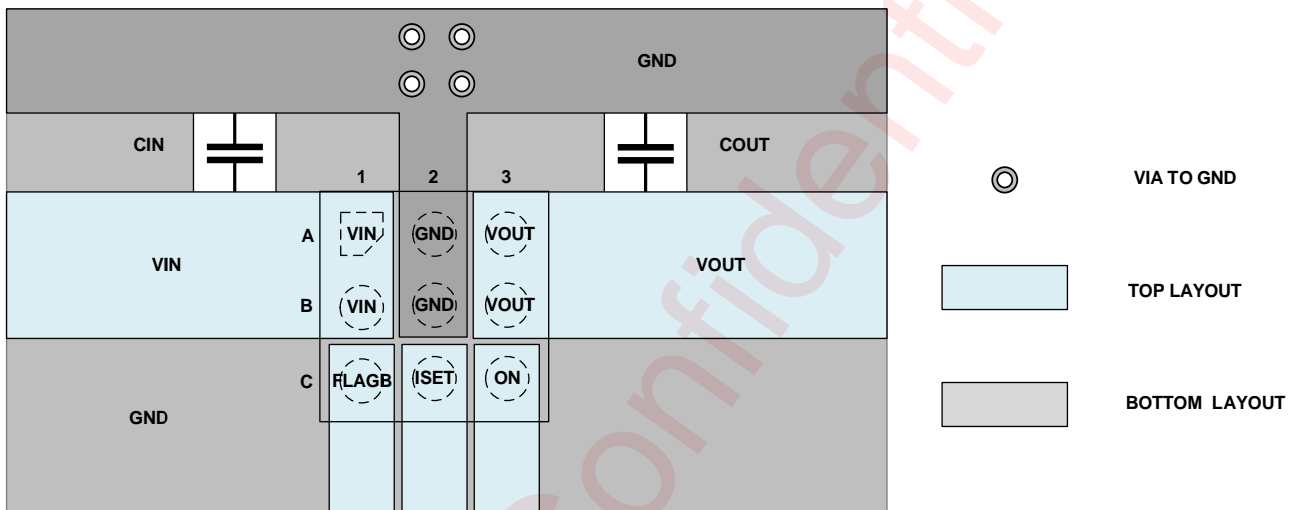 GND
CIN
COUT
1 2 3
VIA TO GND
A VIN GND VOUT
VIN
VOUT
B VIN GND VOUT
TOP LAYOUT
C FLAGB ISET ON
GND
BOTTOM LAYOUT
Confidenti